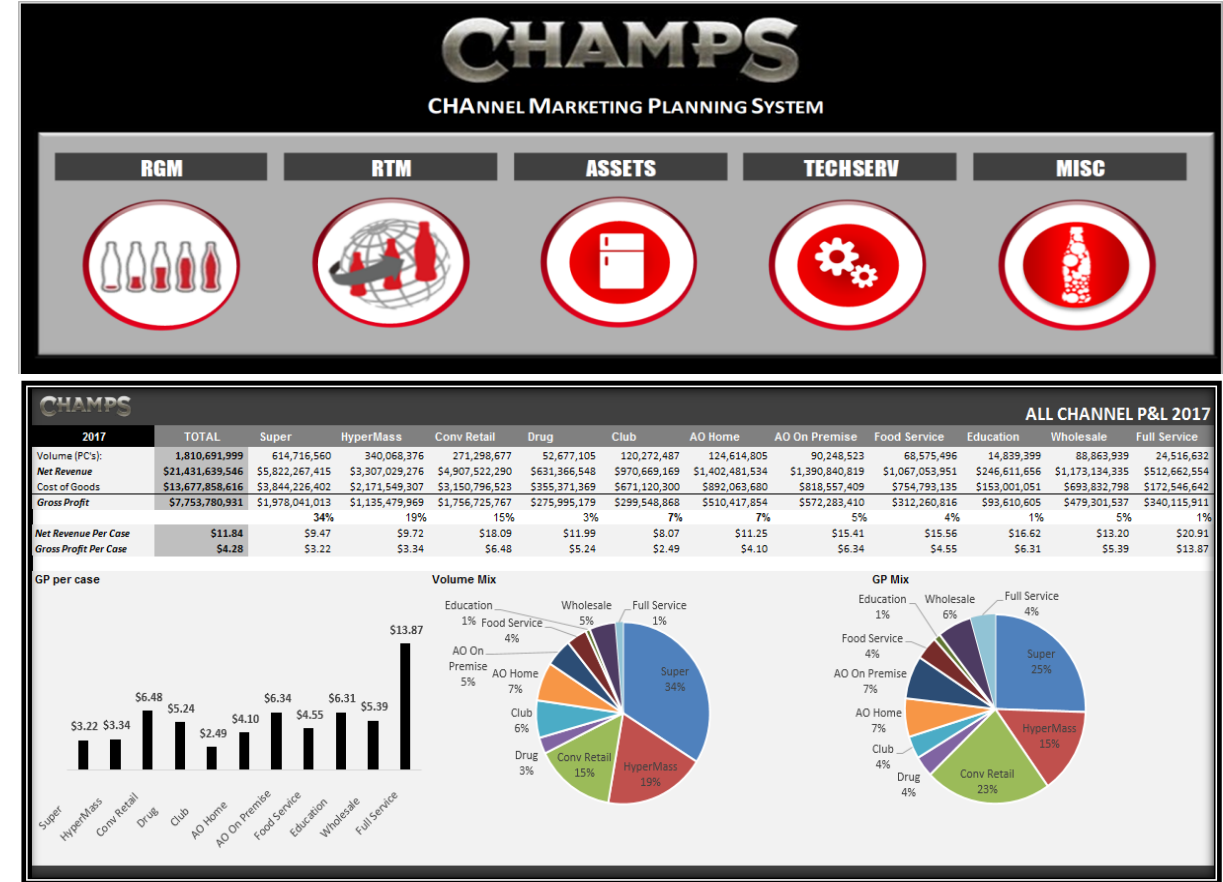 CHAMPS
CHANNEL MARKETING PLANNING SYSTEM
RGM RTM ASSETS TECHSERV MISC
CHAMPS
ALL CHANNEL P&L 2017
2017 TOTAL Super HyperMass Conv Retail Drug Club AO Home AO On Premise Food Service Education Wholesale Full Service
Volume (PC's): 1,810,691,999 614,716,560 340,068,376 271,298,677 52,677,105 120,272,487 124,614,805 90,248,523 68,575,496 14,839,399 88,863,939 24,516,632
Net Revenue $21,431,639,546 $5,822,267,415 $3,307,029,276 $4,907,522,290 $631,366,548 $970,669,169 $1,402,481,534 $1,390,840,819 $1,067,053,951 $246,611,656 $1,173,134,335 $512,662,554
Cost of Goods $13,677,858,616 $3,844,226,402 $2,171,549,307 $3,150,796,523 $355,371,369 $671,120,300 $892,063,680 $818,557,409 $754,793,135 $153,001,051 $693,832,798 $172,546,642
Gross Profit $7,753,780,931 $1,978,041,013 $1,135,479,969 $1,756,725,767 $275,995,179 $299,548,868 $510,417,854 $572,283,410 $312,260,816 $93,610,605 $479,301,537 $340,115,911
34% 19% 15% 3% 7% 7% 5% 4% 1% 5% 1%
Net Revenue Per Case $11.84 $9.47 $9.72 $18.09 $11.99 $8.07 $11.25 $15.41 $15.56 $16.62 $13.20 $20.91
Gross Profit Per Case $4.28 $3.22 $3.34 $6.48 $5.24 $2.49 $4.10 $6.34 $4.55 $6.31 $5.39 $13.87
GP per case
$3.22 $3.34 $6.48 $5.24 $2.49 $4.10 $6.34 $4.55 $6.31 $5.39 $13.87
Super HyperMass Conv Retail Drug Club AO Home AO On Premise Food Service Education Wholesale Full Service
Volume Mix
Super
34%
HyperMass
19%
Conv Retail
15%
Drug
3%
Club
6%
AO Home
7%
AO On
Premise
5%
Food Service
4%
Education
1%
Wholesale
5%
Full Service
1%
GP Mix
Super
25%
HyperMass
15%
Conv Retail
23%
Drug
4%
Club
4%
AO Home
7%
AO On Premise
7%
Food Service
4%
Education
1%
Wholesale
6%
Full Service
4%